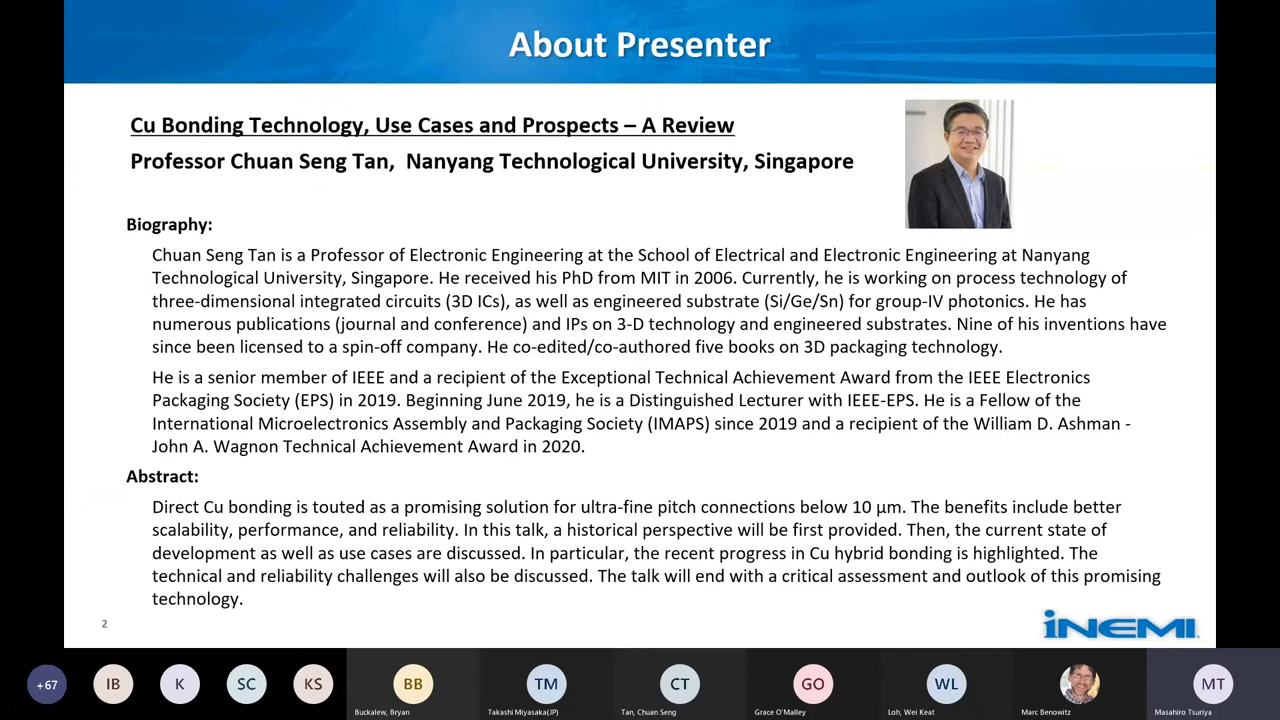 About Presenter
Cu Bonding Technology, Use Cases and Prospects – A Review
Professor Chuan Seng Tan, Nanyang Technological University, Singapore
Biography:
Chuan Seng Tan is a Professor of Electronic Engineering at the School of Electrical and Electronic Engineering at Nanyang
Technological University, Singapore. He received his PhD from MIT in 2006. Currently, he is working on process technology of
three-dimensional integrated circuits (3D ICs), as well as engineered substrate (Si/Ge/Sn) for group-IV photonics. He has
numerous publications (journal and conference) and IPs on 3-D technology and engineered substrates. Nine of his inventions have
since been licensed to a spin-off company. He co-edited/co-authored five books on 3D packaging technology.
He is a senior member of IEEE and a recipient of the Exceptional Technical Achievement Award from the IEEE Electronics
Packaging Society (EPS) in 2019. Beginning June 2019, he is a Distinguished Lecturer with IEEE-EPS. He is a Fellow of the
International Microelectronics Assembly and Packaging Society (IMAPS) since 2019 and a recipient of the William D. Ashman -
John A. Wagnon Technical Achievement Award in 2020.
Abstract:
Direct Cu bonding is touted as a promising solution for ultra-fine pitch connections below 10 μm. The benefits include better
scalability, performance, and reliability. In this talk, a historical perspective will be first provided. Then, the current state of
development as well as use cases are discussed. In particular, the recent progress in Cu hybrid bonding is highlighted. The
technical and reliability challenges will also be discussed. The talk will end with a critical assessment and outlook of this promising
technology.
2
iNEMI
+67
IB
K
SC
KS
BB
TM
CT
GO
WL
MT
Buckalew, Bryan
Takashi Miyasaka(JP)
Tan, Chuan Seng
Grace O'Malley
Loh, Wei Keat
Marc Benowitz
Masahiro Tsuriya